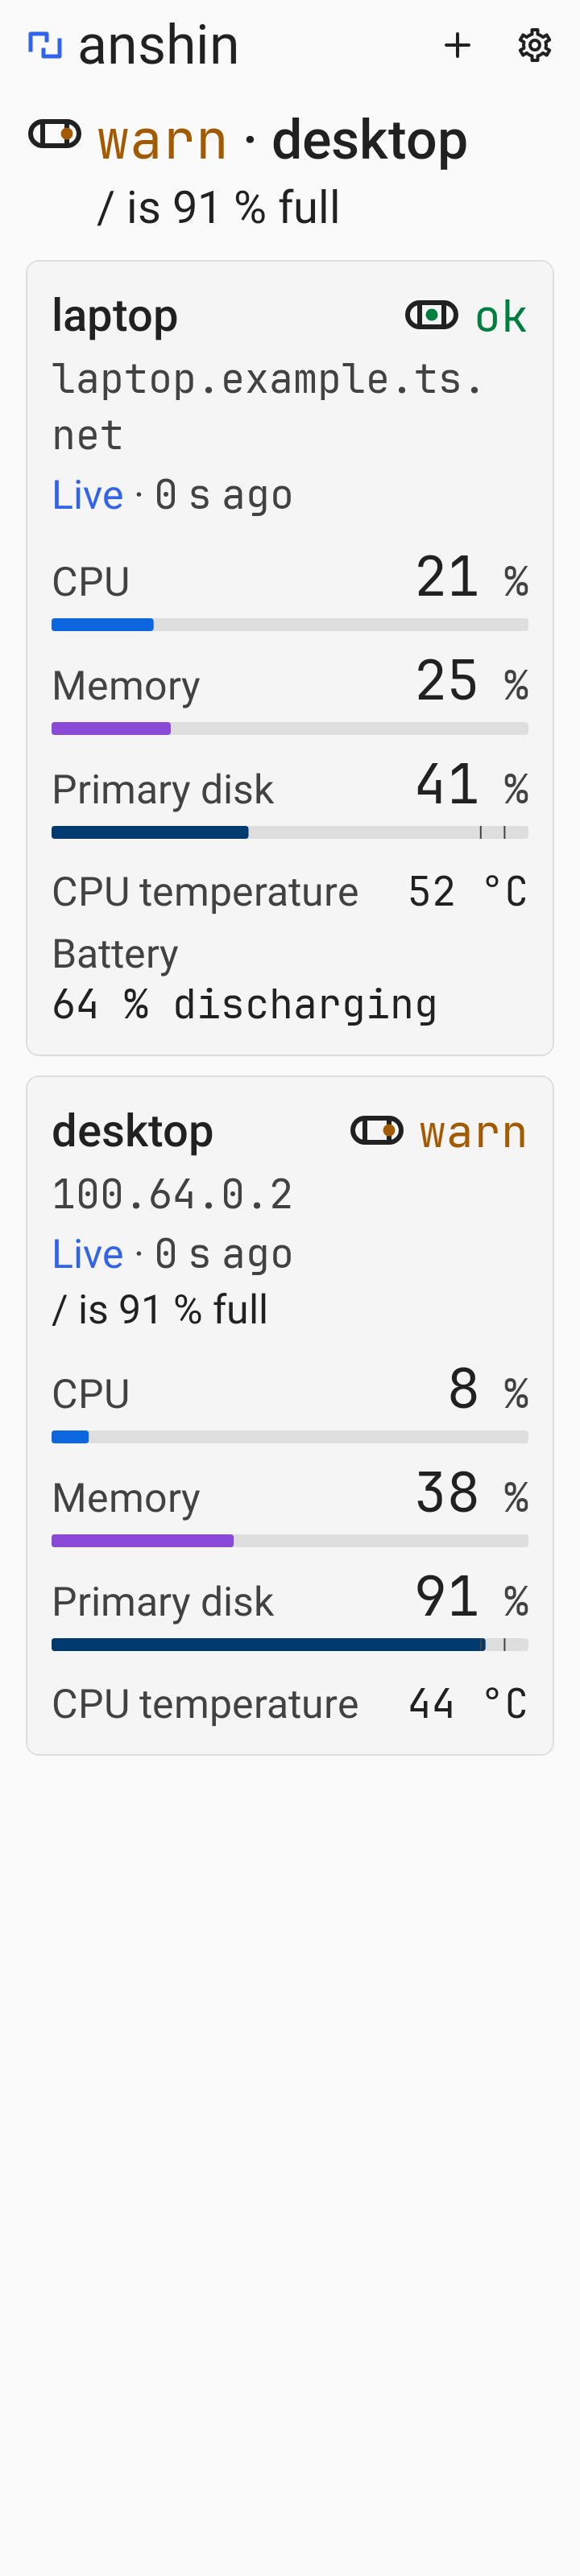 anshin
warn · desktop
/ is 91 % full
laptop
ok
laptop.example.ts.
net
Live · 0 s ago
CPU 21 %
Memory 25 %
Primary disk 41 %
CPU temperature 52 °C
Battery
64 % discharging
desktop
warn
100.64.0.2
Live · 0 s ago
/ is 91 % full
CPU 8 %
Memory 38 %
Primary disk 91 %
CPU temperature 44 °C